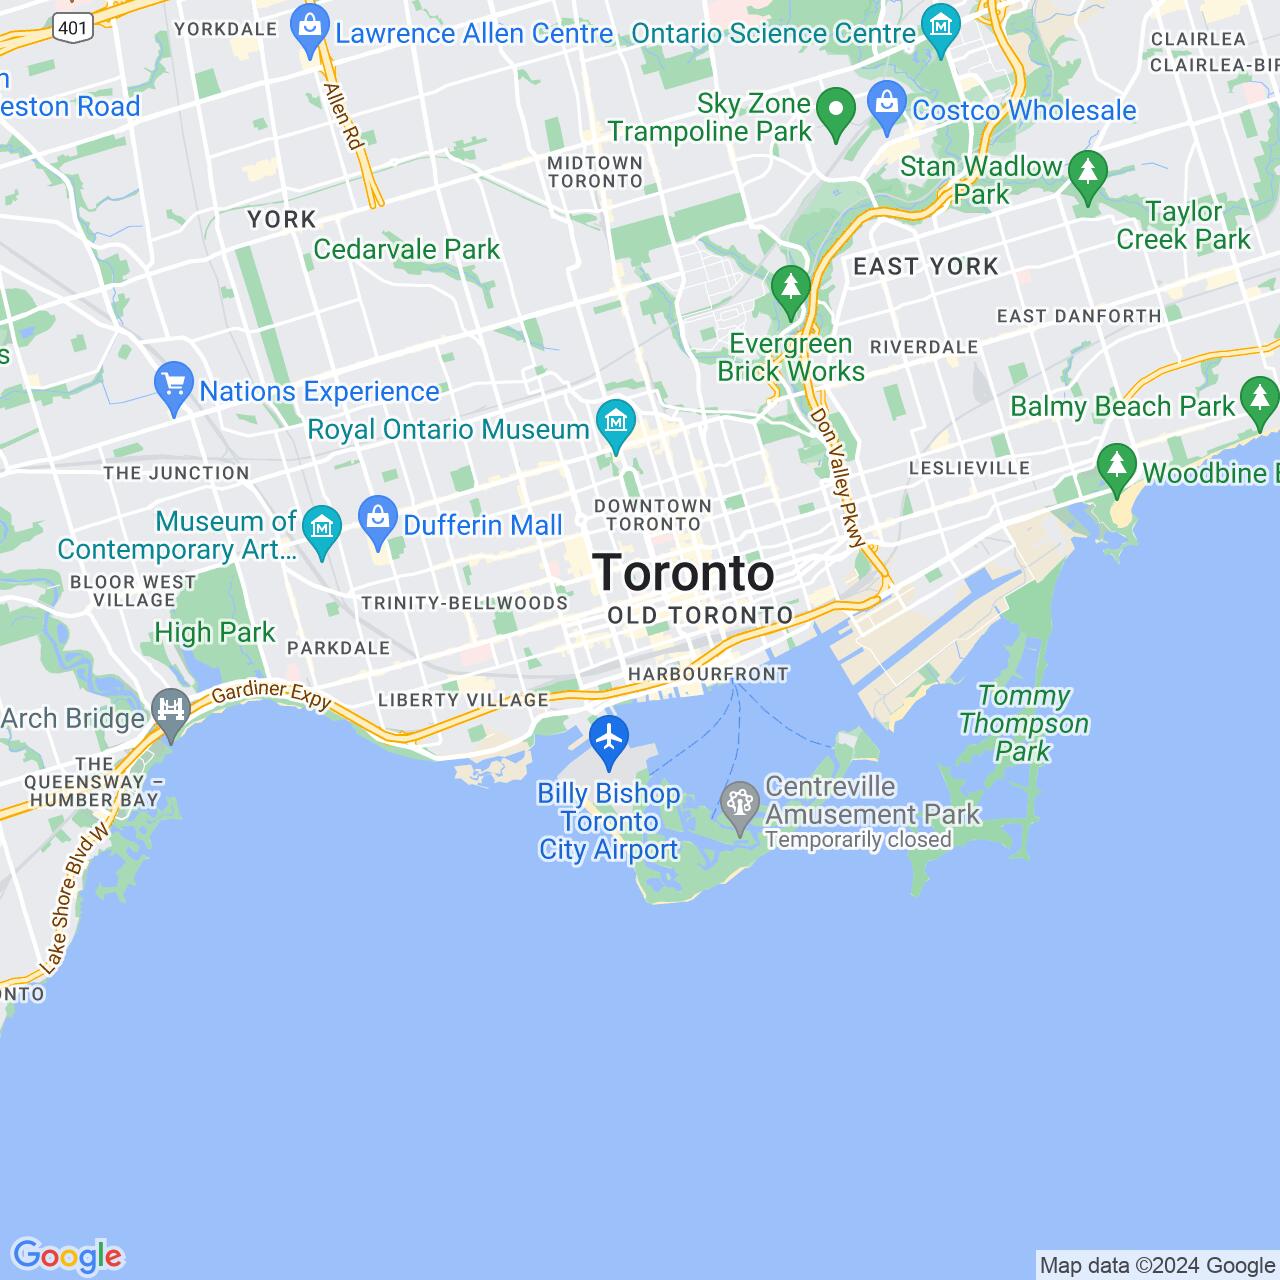 401
YORKDALE
Lawrence Allen Centre
Ontario Science Centre
CLAIRLEA
CLAIRLEA-BIR
n
eston Road
Allen Rd
Sky Zone
Trampoline Park
Costco Wholesale
MIDTOWN
TORONTO
Stan Wadlow
Park
Taylor
Creek Park
YORK
Cedarvale Park
EAST YORK
EAST DANFORTH
s
Evergreen
Brick Works
RIVERDALE
Nations Experience
Balmy Beach Park
Royal Ontario Museum
Don Valley Pkwy
THE JUNCTION
LESLIEVILLE
Woodbine B
DOWNTOWN
TORONTO
Museum of
Contemporary Art...
Dufferin Mall
Toronto
OLD TORONTO
BLOOR WEST
VILLAGE
TRINITY-BELLWOODS
High Park
PARKDALE
HARBOURFRONT
Gardiner Expy
LIBERTY VILLAGE
Tommy
Thompson
Park
Arch Bridge
THE
QUEENSWAY –
HUMBER BAY
Billy Bishop
Toronto
City Airport
Centreville
Amusement Park
Temporarily closed
Lake Shore Blvd W
ONTO
Google
Map data ©2024 Google